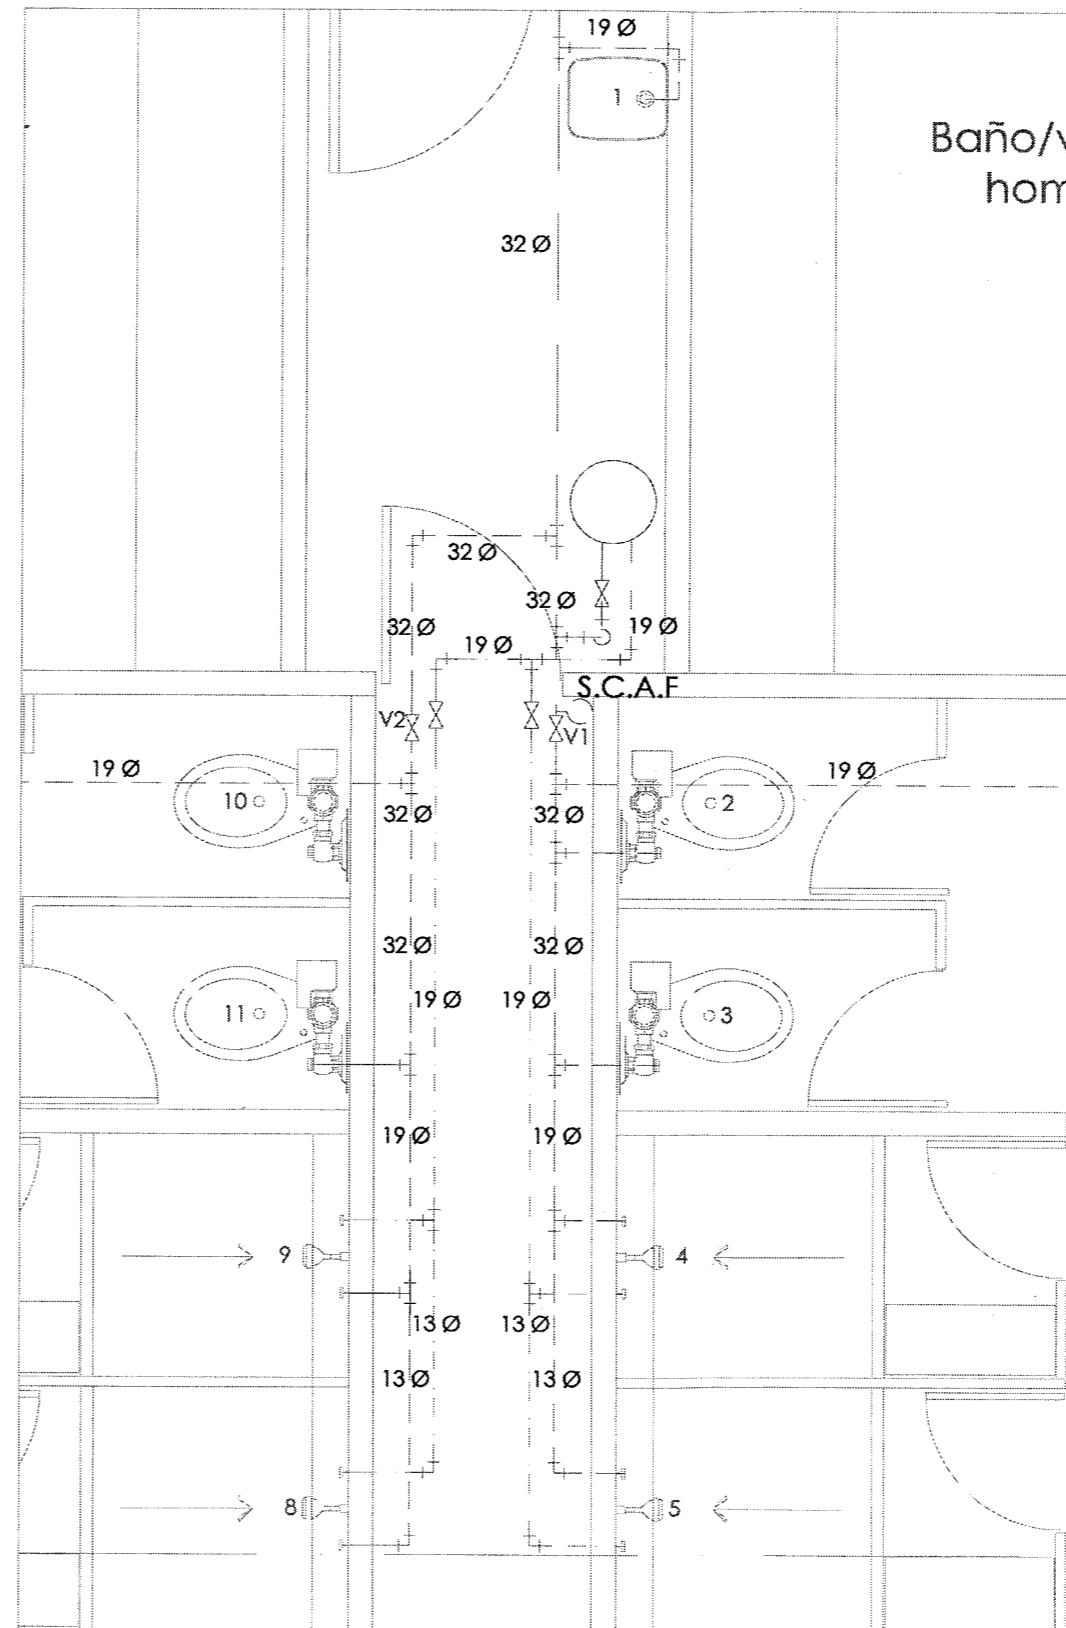 19 Ø
1
Baño/v
hom
32 Ø
32 Ø
32 Ø
32 Ø
19 Ø
19 Ø
S.C.A.F
V2
V1
19 Ø
19 Ø
10
2
32 Ø
32 Ø
32 Ø
32 Ø
19 Ø
19 Ø
11
3
19 Ø
19 Ø
9
4
13 Ø
13 Ø
13 Ø
13 Ø
8
5